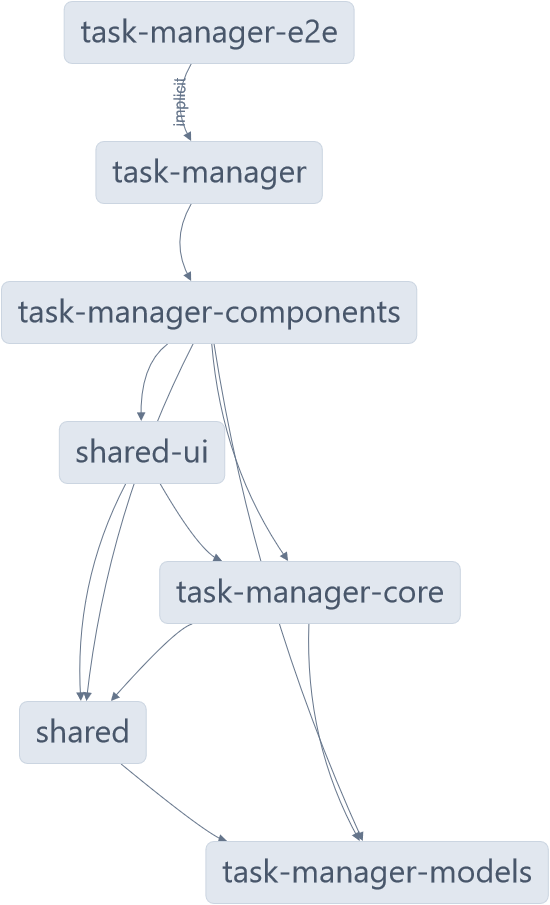 task-manager-e2e
implicit
task-manager
task-manager-components
shared-ui
task-manager-core
shared
task-manager-models